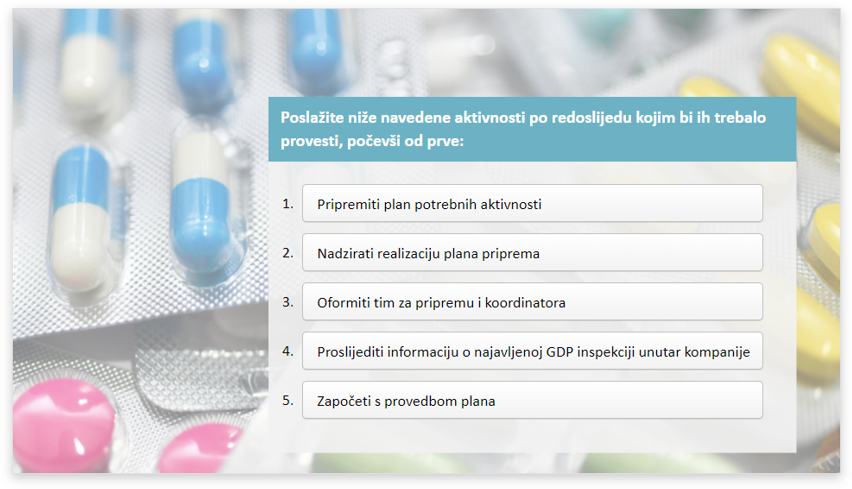 Poslažite niže navedene aktivnosti po redoslijedu kojim bi ih trebalo
provesti, počevši od prve:
1. Pripremiti plan potrebnih aktivnosti
2. Nadzirati realizaciju plana priprema
3. Oformiti tim za pripremu i koordinatora
4. Proslijediti informaciju o najavljenoj GDP inspekciji unutar kompanije
5. Započeti s provedbom plana